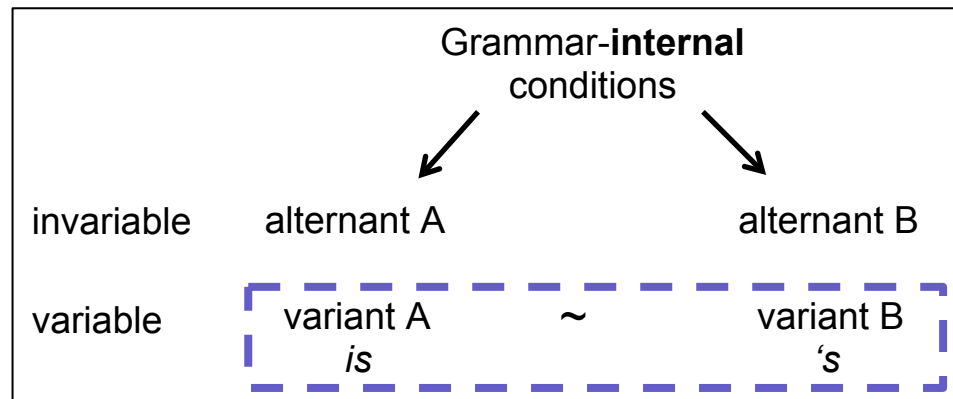 Grammar-internal
conditions
invariable alternant A alternant B
variable variant A ~ variant B
is ‘s